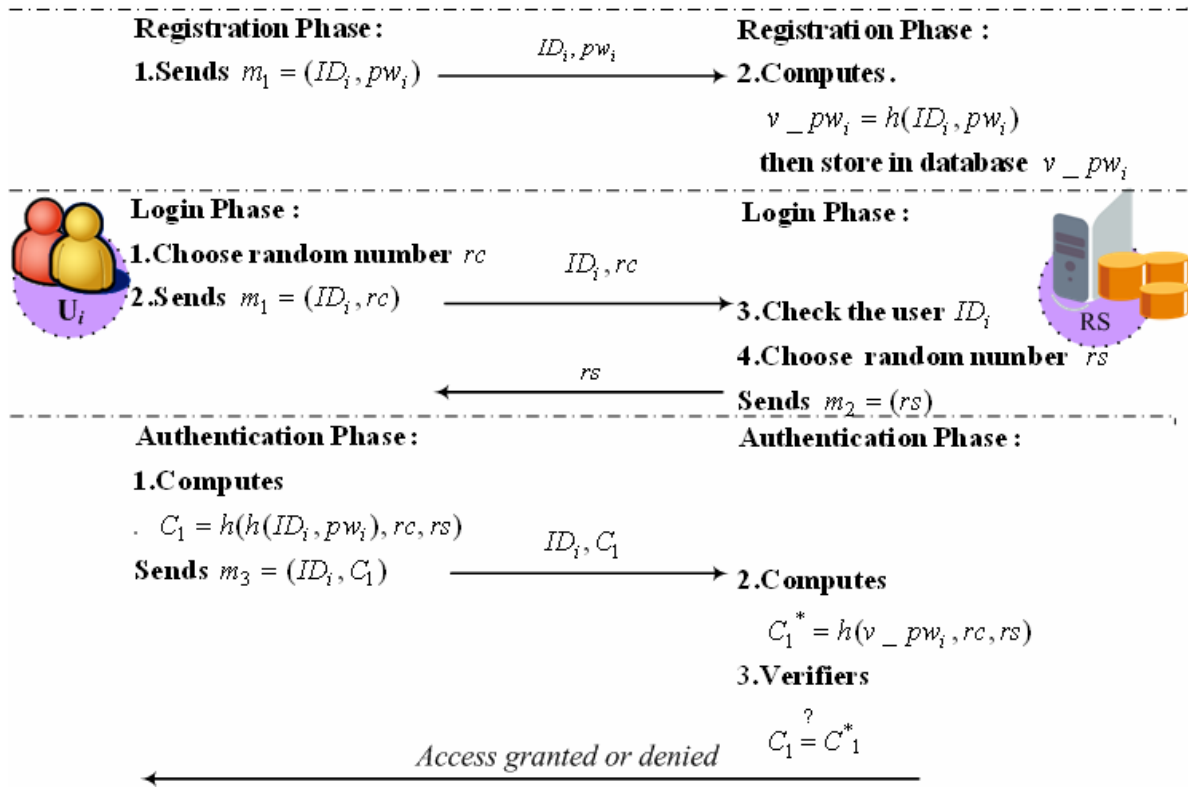 Registration Phase :
1.Sends m₁ = (IDᵢ, pwᵢ)
IDᵢ, pwᵢ
Registration Phase :
2.Computes .
v _ pwᵢ = h(IDᵢ, pwᵢ)
then store in database v _ pwᵢ
Login Phase :
1.Choose random number rc
2.Sends m₁ = (IDᵢ, rc)
Uᵢ
IDᵢ, rc
Login Phase :
3.Check the user IDᵢ
4.Choose random number rs
Sends m₂ = (rs)
RS
rs
Authentication Phase :
1.Computes
. C₁ = h(h(IDᵢ, pwᵢ), rc, rs)
Sends m₃ = (IDᵢ, C₁)
IDᵢ, C₁
Authentication Phase :
2.Computes
C₁* = h(v _ pwᵢ, rc, rs)
3.Verifiers
?
C₁ = C*₁
Access granted or denied